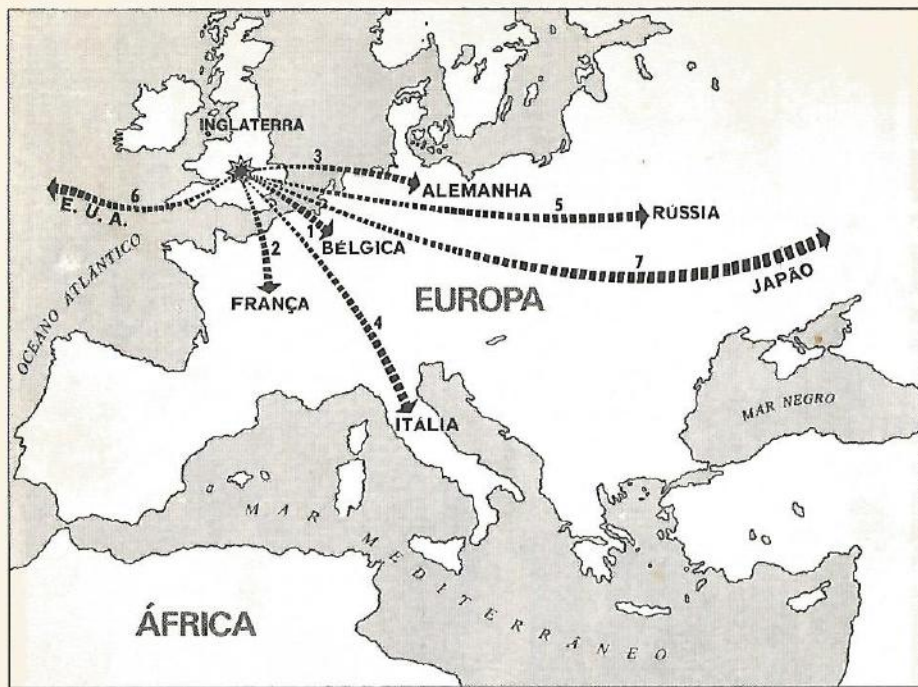 INGLATERRA
3
ALEMANHA
6
E. U. A.
5
RÚSSIA
1
BÉLGICA
2
7
JAPÃO
FRANÇA
EUROPA
OCEANO ATLÂNTICO
4
ITÁLIA
MAR NEGRO
MAR MEDITERRÂNEO
ÁFRICA